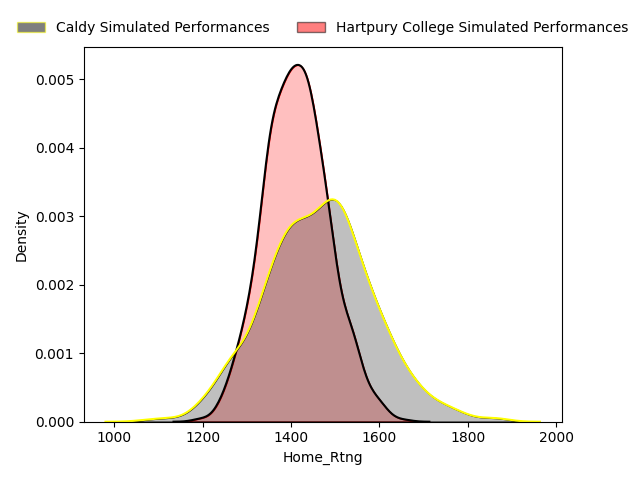 Caldy Simulated Performances
Hartpury College Simulated Performances
0.005
0.004
0.003
0.002
0.001
0.000
Density
1000 1200 1400 1600 1800 2000
Home_Rtng